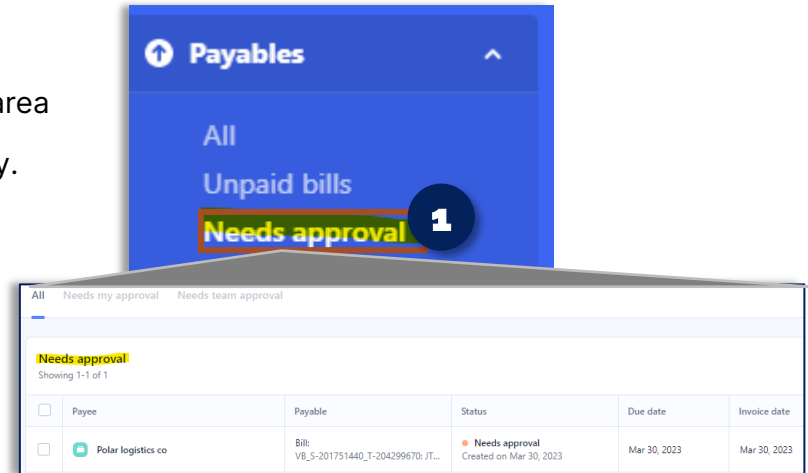 Payables
area
All
y.
Unpaid bills
Needs approval
1
All Needs my approval Needs team approval
Needs approval
Showing 1-1 of 1
Payee Payable Status Due date Invoice date
Polar logistics co Bill: Needs approval Mar 30, 2023 Mar 30, 2023
VB_S-201751440_T-204299670: JT... Created on Mar 30, 2023